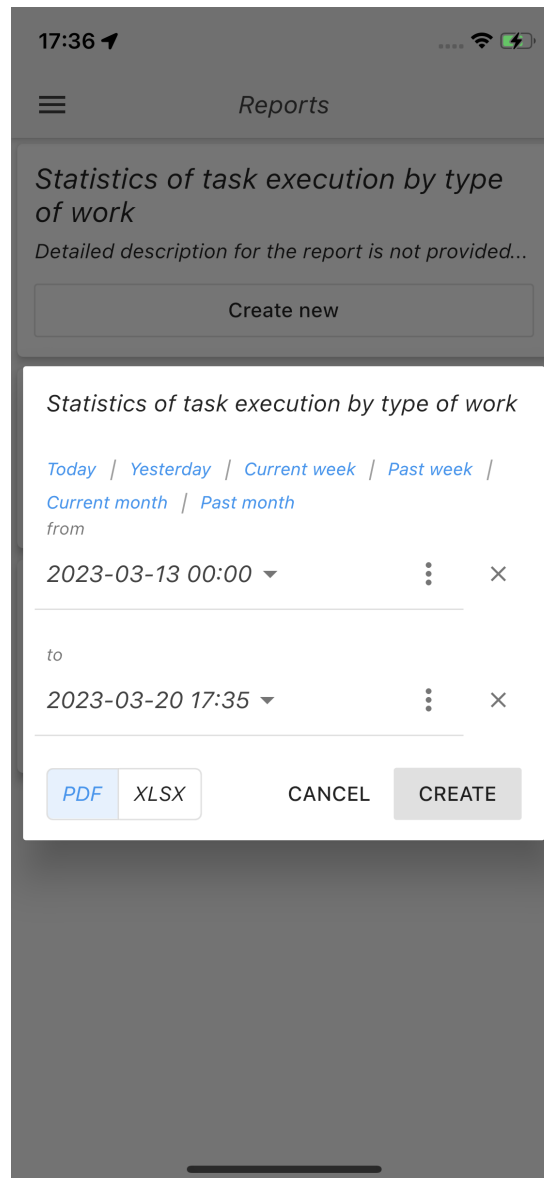 17:36
Reports
Statistics of task execution by type
of work
Detailed description for the report is not provided...
Create new
Statistics of task execution by type of work
Today | Yesterday | Current week | Past week |
Current month | Past month
from
2023-03-13 00:00
to
2023-03-20 17:35
PDF XLSX CANCEL CREATE